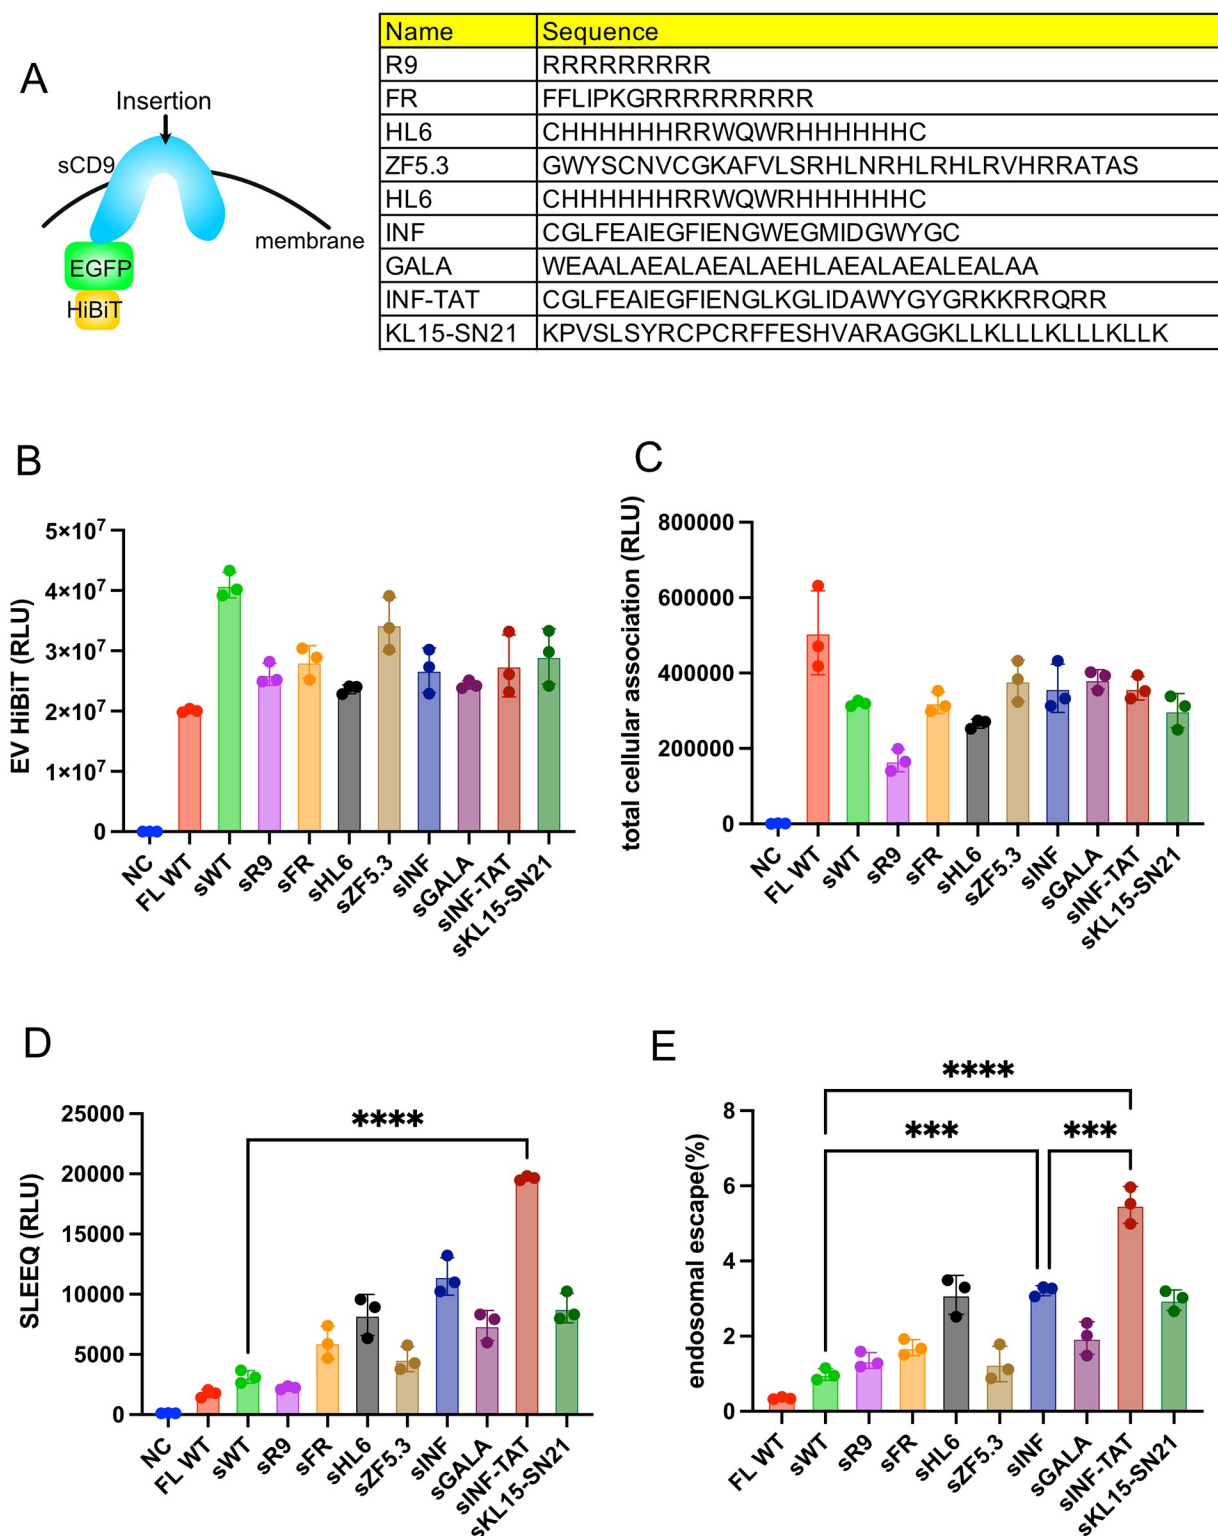 A
Insertion
sCD9
membrane
EGFP
HiBiT
Name Sequence
R9 RRRRRRRRR
FR FFLIPKGRRRRRRRRR
HL6 CHHHHHHRRWQWRHHHHHHC
ZF5.3 GWYSCNVCGKAFVLSRHLNRHLRHLRVHRRATAS
HL6 CHHHHHHRRWQWRHHHHHHC
INF CGLFEAIEGFIENGWEGMIDGWYGC
GALA WEAALAEALAEALAEHLAEALAEALEALAA
INF-TAT CGLFEAIEGFIENGLKGLIDAWYGYGRKKRRQRR
KL15-SN21 KPVSLSYRCPCRFFESHVARAGGKLLKLLLKLLLKLLK
B
EV HiBiT (RLU)
5×10⁷
4×10⁷
3×10⁷
2×10⁷
1×10⁷
0
NC
FL WT
sWT
sR9
sFR
sHL6
sZF5.3
sINF
sGALA
sINF-TAT
sKL15-SN21
C
total cellular association (RLU)
800000
600000
400000
200000
0
NC
FL WT
sWT
sR9
sFR
sHL6
sZF5.3
sINF
sGALA
sINF-TAT
sKL15-SN21
D
SLEEQ (RLU)
25000
20000
15000
10000
5000
0
****
NC
FL WT
sWT
sR9
sFR
sHL6
sZF5.3
sINF
sGALA
sINF-TAT
sKL15-SN21
E
endosomal escape(%)
8
6
4
2
0
****
*** ***
FL WT
sWT
sR9
sFR
sHL6
sZF5.3
sINF
sGALA
sINF-TAT
sKL15-SN21